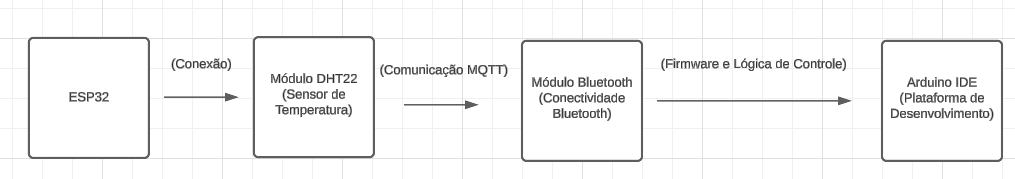 ESP32
(Conexão)
Módulo DHT22
(Sensor de
Temperatura)
(Comunicação MQTT)
Módulo Bluetooth
(Conectividade
Bluetooth)
(Firmware e Lógica de Controle)
Arduino IDE
(Plataforma de
Desenvolvimento)